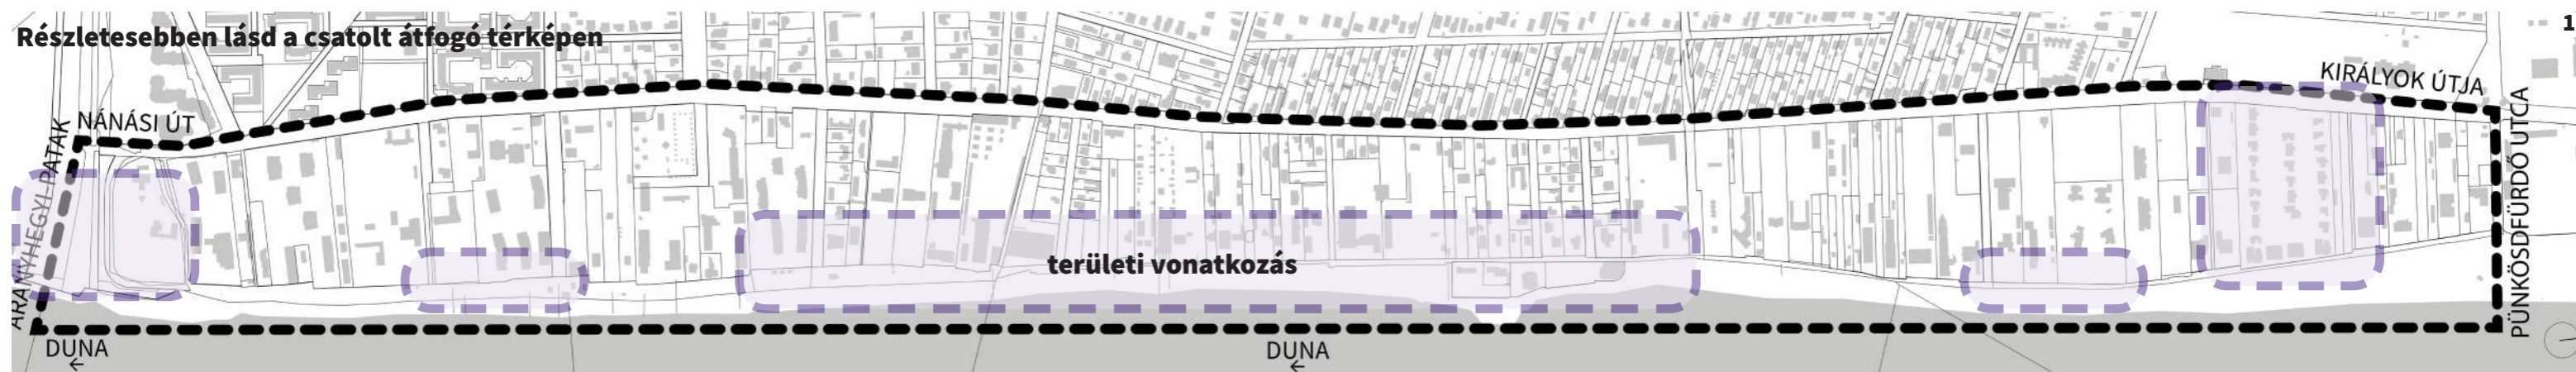 Részletesebben lásd a csatolt átfogó térképen
1
KIRÁLYOK ÚTJA
NÁNÁSI ÚT
ARANYHEGYI PATAK
PÜNKÖSDFÜRDŐ UTCA
területi vonatkozás
DUNA
←
DUNA
←